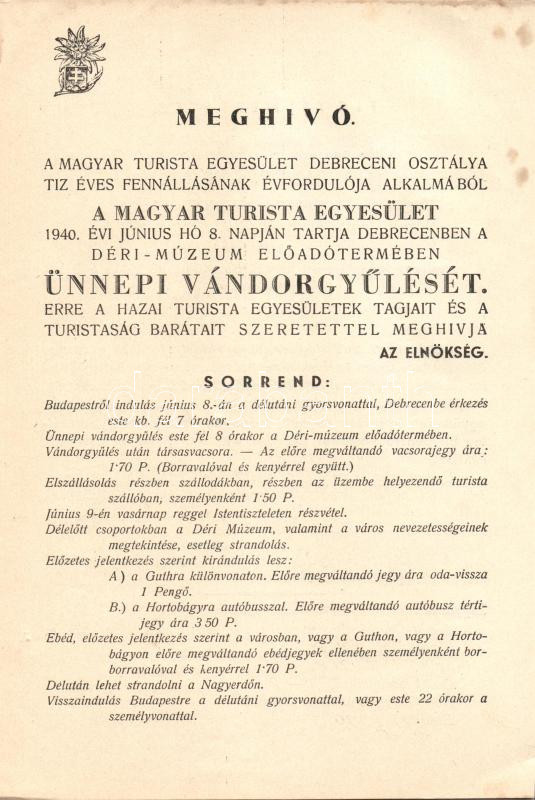 MEGHIVÓ.
A MAGYAR TURISTA EGYESÜLET DEBRECENI OSZTÁLYA
TIZ ÉVES FENNÁLLÁSÁNAK ÉVFORDULÓJA ALKALMÁBÓL
A MAGYAR TURISTA EGYESÜLET
1940. ÉVI JÚNIUS HÓ 8. NAPJÁN TARTJA DEBRECENBEN A
DÉRI-MÚZEUM ELŐADÓTERMÉBEN
ÜNNEPI VÁNDORGYŰLÉSÉT.
ERRE A HAZAI TURISTA EGYESÜLETEK TAGJAIT ÉS A
TURISTASÁG BARÁTAIT SZERETETTEL MEGHIVJA
AZ ELNÖKSÉG.
SORREND:
Budapestről indulás június 8.-án a délutáni gyorsvonattal, Debrecenbe érkezés
este kb. fél 7 órakor.
Ünnepi vándorgyülés este fel 8 órakor a Déri-múzeum előadótermében.
Vándorgyülés után társasvacsora. — Az előre megváltandó vacsorajegy ára:
1·70 P. (Borravalóval és kenyérrel együtt.)
Elszállásolás részben szállodákban, részben az üzembe helyezendő turista
szállóban, személyenként 1·50 P.
Június 9-én vasárnap reggel Istentiszteleten részvétel.
Délelőtt csoportokban a Déri Múzeum, valamint a város nevezetességeinek
megtekintése, esetleg strandolás.
Előzetes jelentkezés szerint kirándulás lesz:
A) a Guthra különvonaton. Előre megváltandó jegy ára oda-vissza
1 Pengő.
B.) a Hortobágyra autóbusszal. Előre megváltandó autóbusz térti-
jegy ára 3 50 P.
Ebéd, előzetes jelentkezés szerint a városban, vagy a Guthon, vagy a Horto-
bágyon előre megváltandó ebédjegyek ellenében személyenként bor-
borravalóval és kenyérrel 1·70 P.
Délután lehet strandolni a Nagyerdőn.
Visszaindulás Budapestre a délutáni gyorsvonattal, vagy este 22 órakor a
személyvonattal.